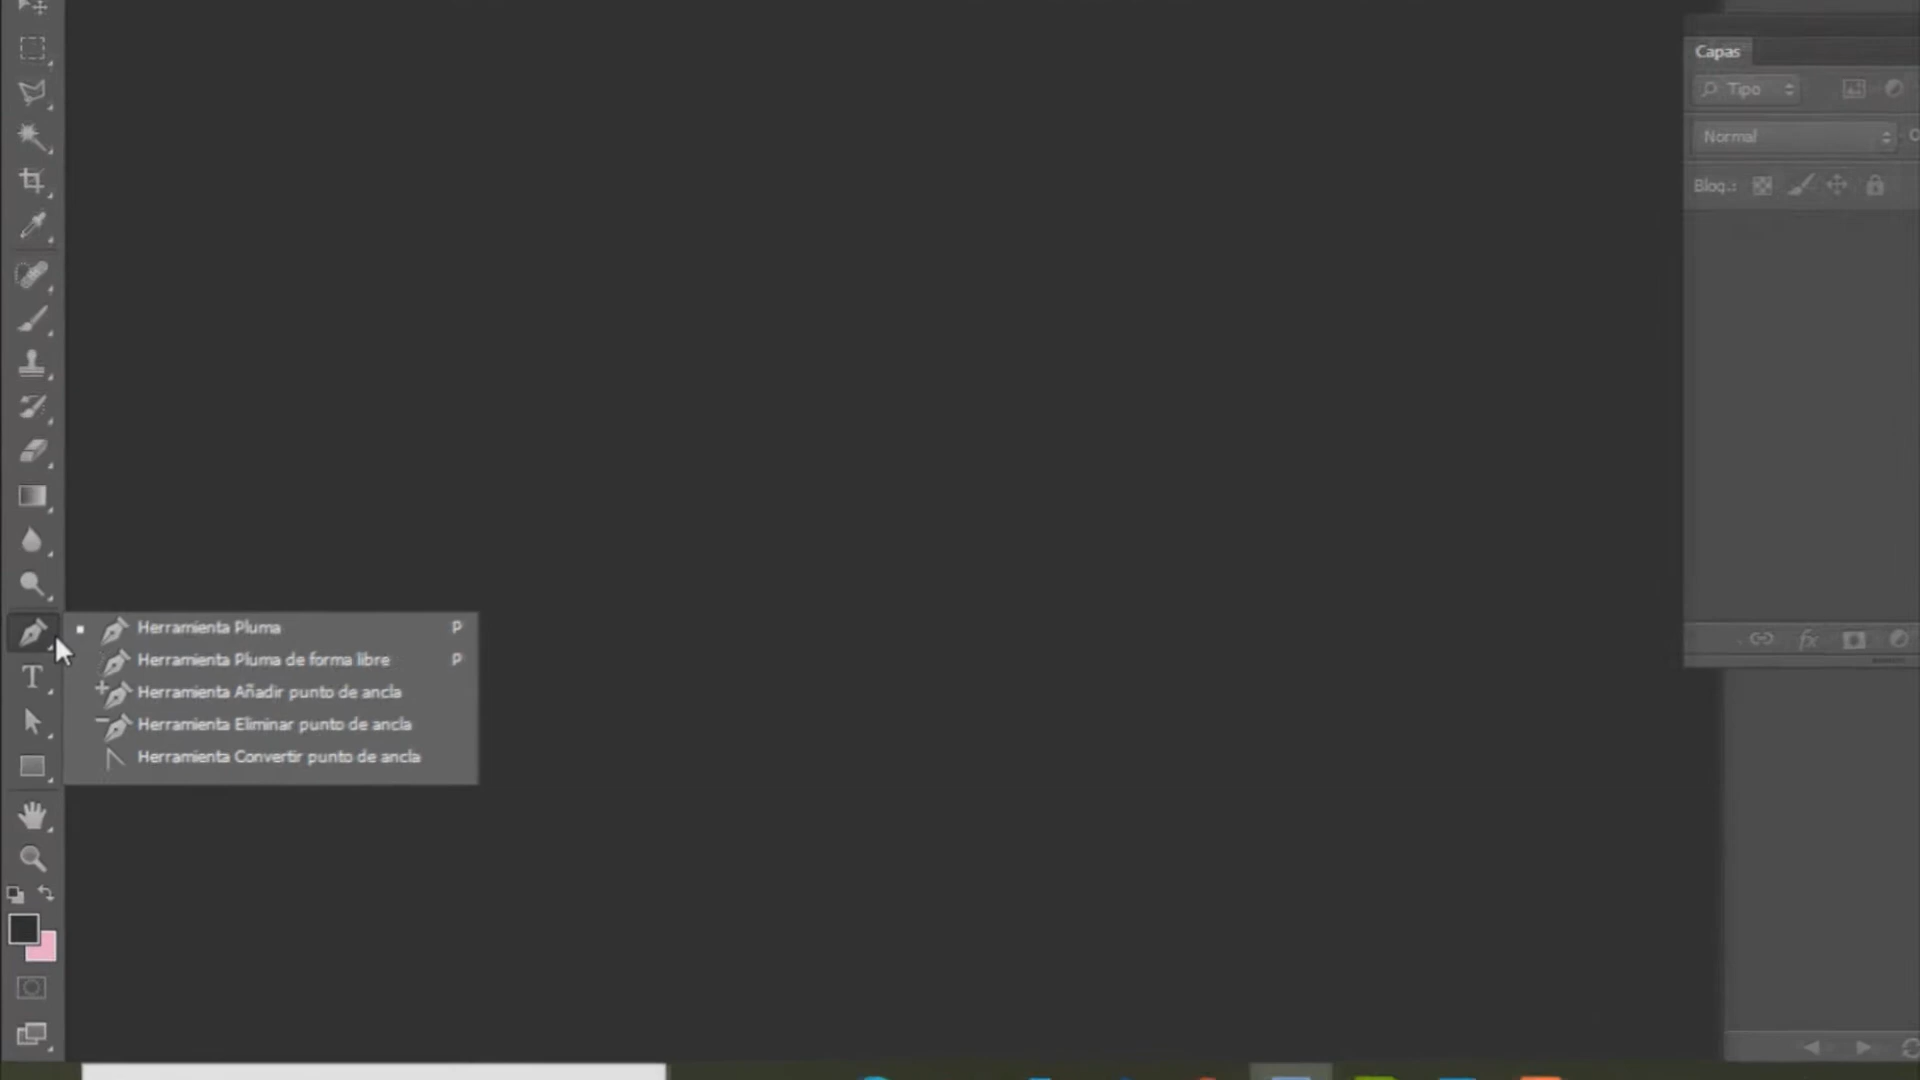 Capas
Tipo
Normal
Bloq.:
fx
T
Herramienta Pluma P
Herramienta Pluma de forma libre P
Herramienta Añadir punto de ancla
Herramienta Eliminar punto de ancla
Herramienta Convertir punto de ancla